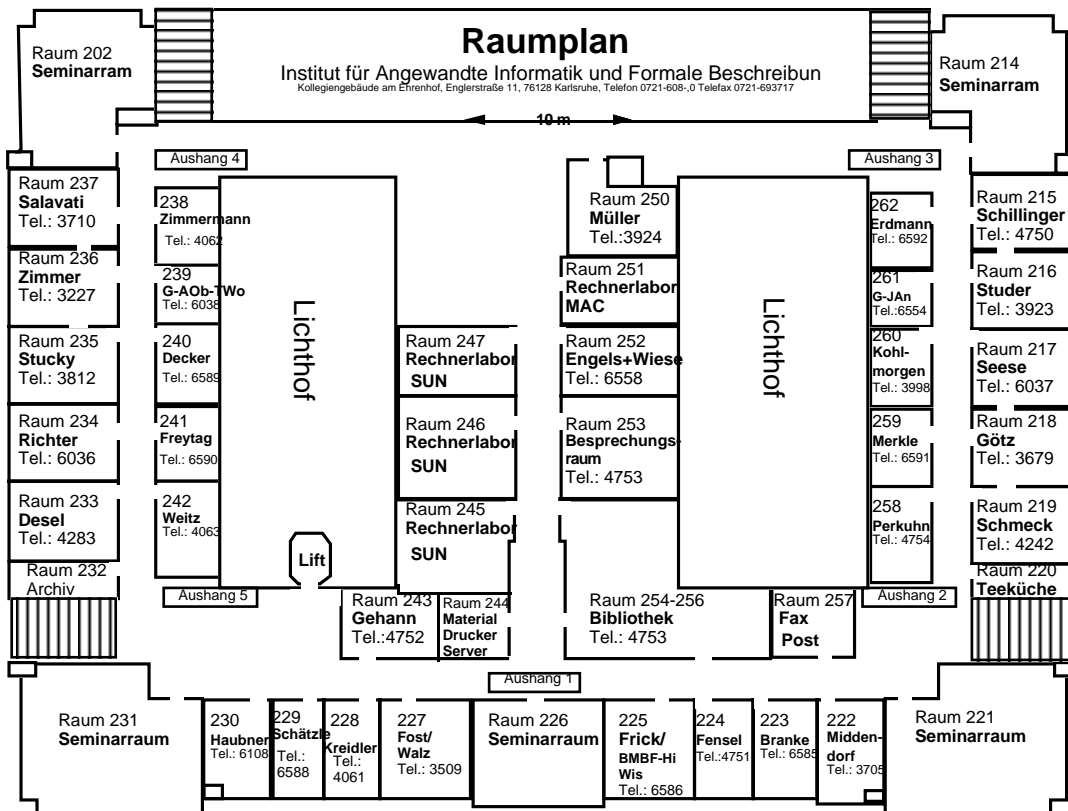 Raumplan
Institut für Angewandte Informatik und Formale Beschreibun
Kollegiengebäude am Ehrenhof, Englerstraße 11, 76128 Karlsruhe, Telefon 0721-608-,0 Telefax 0721-693717
10 m
Raum 202
Seminarram
Raum 214
Seminarram
Aushang 4
Aushang 3
Raum 237
Salavati
Tel.: 3710
Raum 236
Zimmer
Tel.: 3227
Raum 235
Stucky
Tel.: 3812
Raum 234
Richter
Tel.: 6036
Raum 233
Desel
Tel.: 4283
Raum 232
Archiv
238
Zimmermann
Tel.: 4062
239
G-AOb-TWo
Tel.: 6038
240
Decker
Tel.: 6589
241
Freytag
Tel.: 6590
242
Weitz
Tel.: 4063
Aushang 5
Lichthof
Lift
Raum 247
Rechnerlabor
SUN
Raum 246
Rechnerlabor
SUN
Raum 245
Rechnerlabor
SUN
Raum 243
Gehann
Tel.:4752
Raum 244
Material
Drucker
Server
Raum 250
Müller
Tel.:3924
Raum 251
Rechnerlabor
MAC
Raum 252
Engels+Wiese
Tel.: 6558
Raum 253
Besprechungs-
raum
Tel.: 4753
Raum 254-256
Bibliothek
Tel.: 4753
Raum 257
Fax
Post
Lichthof
262
Erdmann
Tel.: 6592
261
G-JAn
Tel.:6554
260
Kohl-
morgen
Tel.: 3998
259
Merkle
Tel.: 6591
258
Perkuhn
Tel.: 4754
Aushang 2
Raum 215
Schillinger
Tel.: 4750
Raum 216
Studer
Tel.: 3923
Raum 217
Seese
Tel.: 6037
Raum 218
Götz
Tel.: 3679
Raum 219
Schmeck
Tel.: 4242
Raum 220
Teeküche
Aushang 1
Raum 231
Seminarraum
230
Haubner
Tel.: 6108
229
Schätzle
Tel.:
6588
228
Kreidler
Tel.:
4061
227
Fost/
Walz
Tel.: 3509
Raum 226
Seminarraum
225
Frick/
BMBF-Hi
Wis
Tel.: 6586
224
Fensel
Tel.:4751
223
Branke
Tel.: 6585
222
Midden-
dorf
Tel.: 3705
Raum 221
Seminarraum